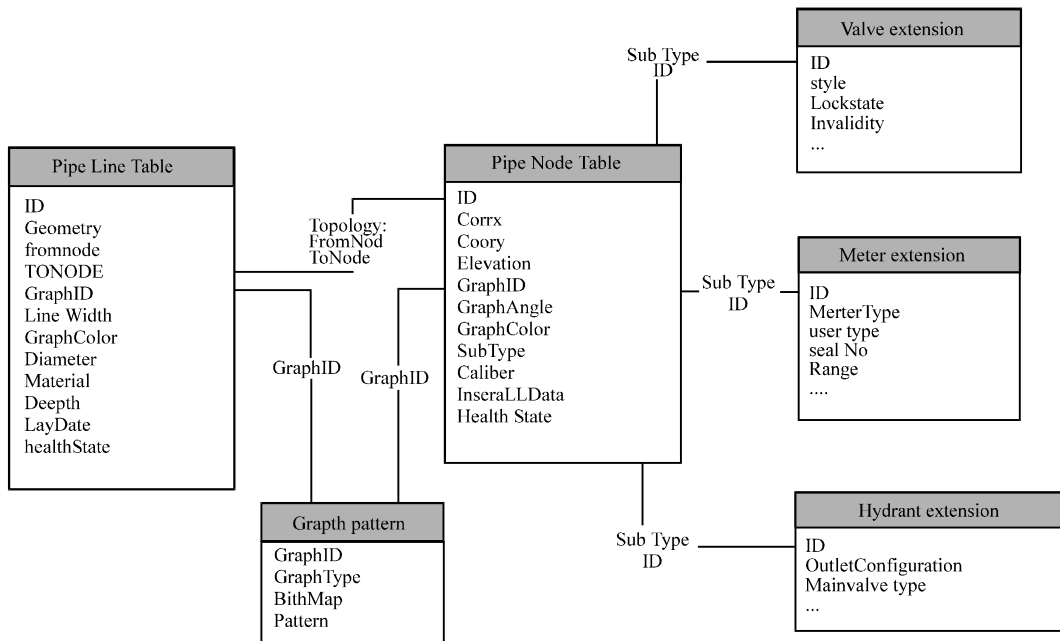 Pipe Line Table
ID
Geometry
fromnode
TONODE
GraphID
Line Width
GraphColor
Diameter
Material
Deepth
LayDate
healthState
Topology:
FromNod
ToNode
GraphID
GraphID
Grapth pattern
GraphID
GraphType
BithMap
Pattern
Pipe Node Table
ID
Corrx
Coory
Elevation
GraphID
GraphAngle
GraphColor
SubType
Caliber
InseraLLData
Health State
Sub Type
ID
Valve extension
ID
style
Lockstate
Invalidity
...
Sub Type
ID
Meter extension
ID
MerterType
user type
seal No
Range
....
Sub Type
ID
Hydrant extension
ID
OutletConfiguration
Mainvalve type
...